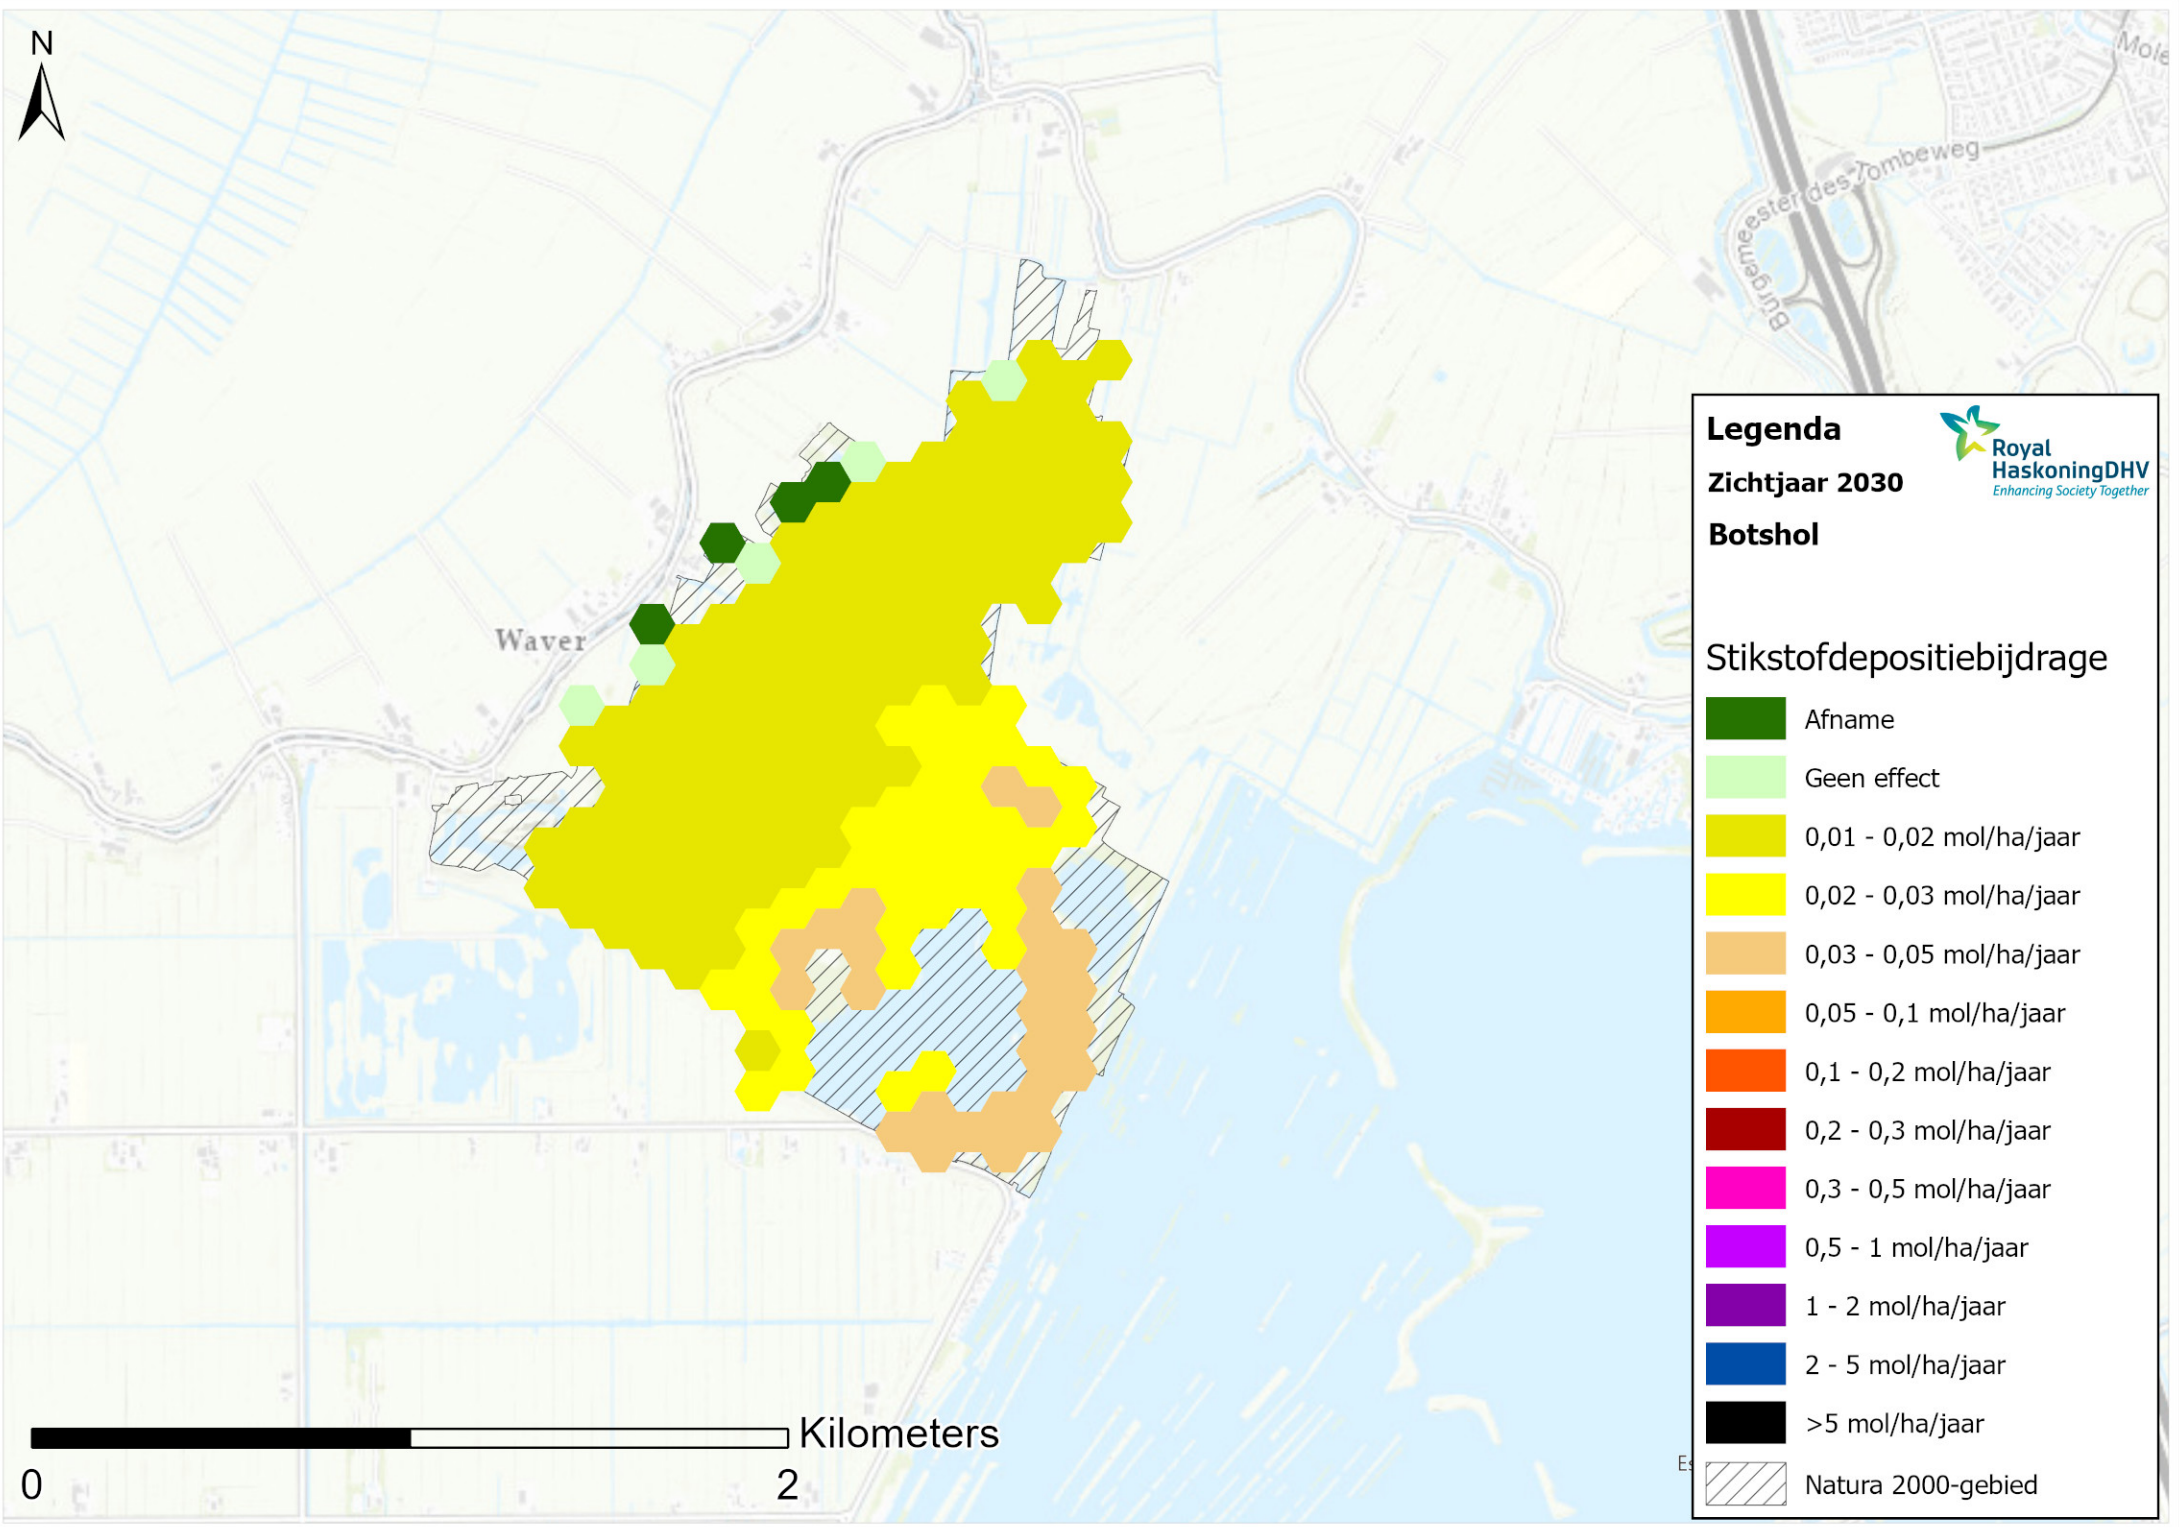 N
Mole
Burgemeester des Tombeweg
Waver
Legenda
Zichtjaar 2030
Botshol
Royal
HaskoningDHV
Enhancing Society Together
Stikstofdepositiebijdrage
Afname
Geen effect
0,01 - 0,02 mol/ha/jaar
0,02 - 0,03 mol/ha/jaar
0,03 - 0,05 mol/ha/jaar
0,05 - 0,1 mol/ha/jaar
0,1 - 0,2 mol/ha/jaar
0,2 - 0,3 mol/ha/jaar
0,3 - 0,5 mol/ha/jaar
0,5 - 1 mol/ha/jaar
1 - 2 mol/ha/jaar
2 - 5 mol/ha/jaar
>5 mol/ha/jaar
Natura 2000-gebied
Es
Kilometers
0 2